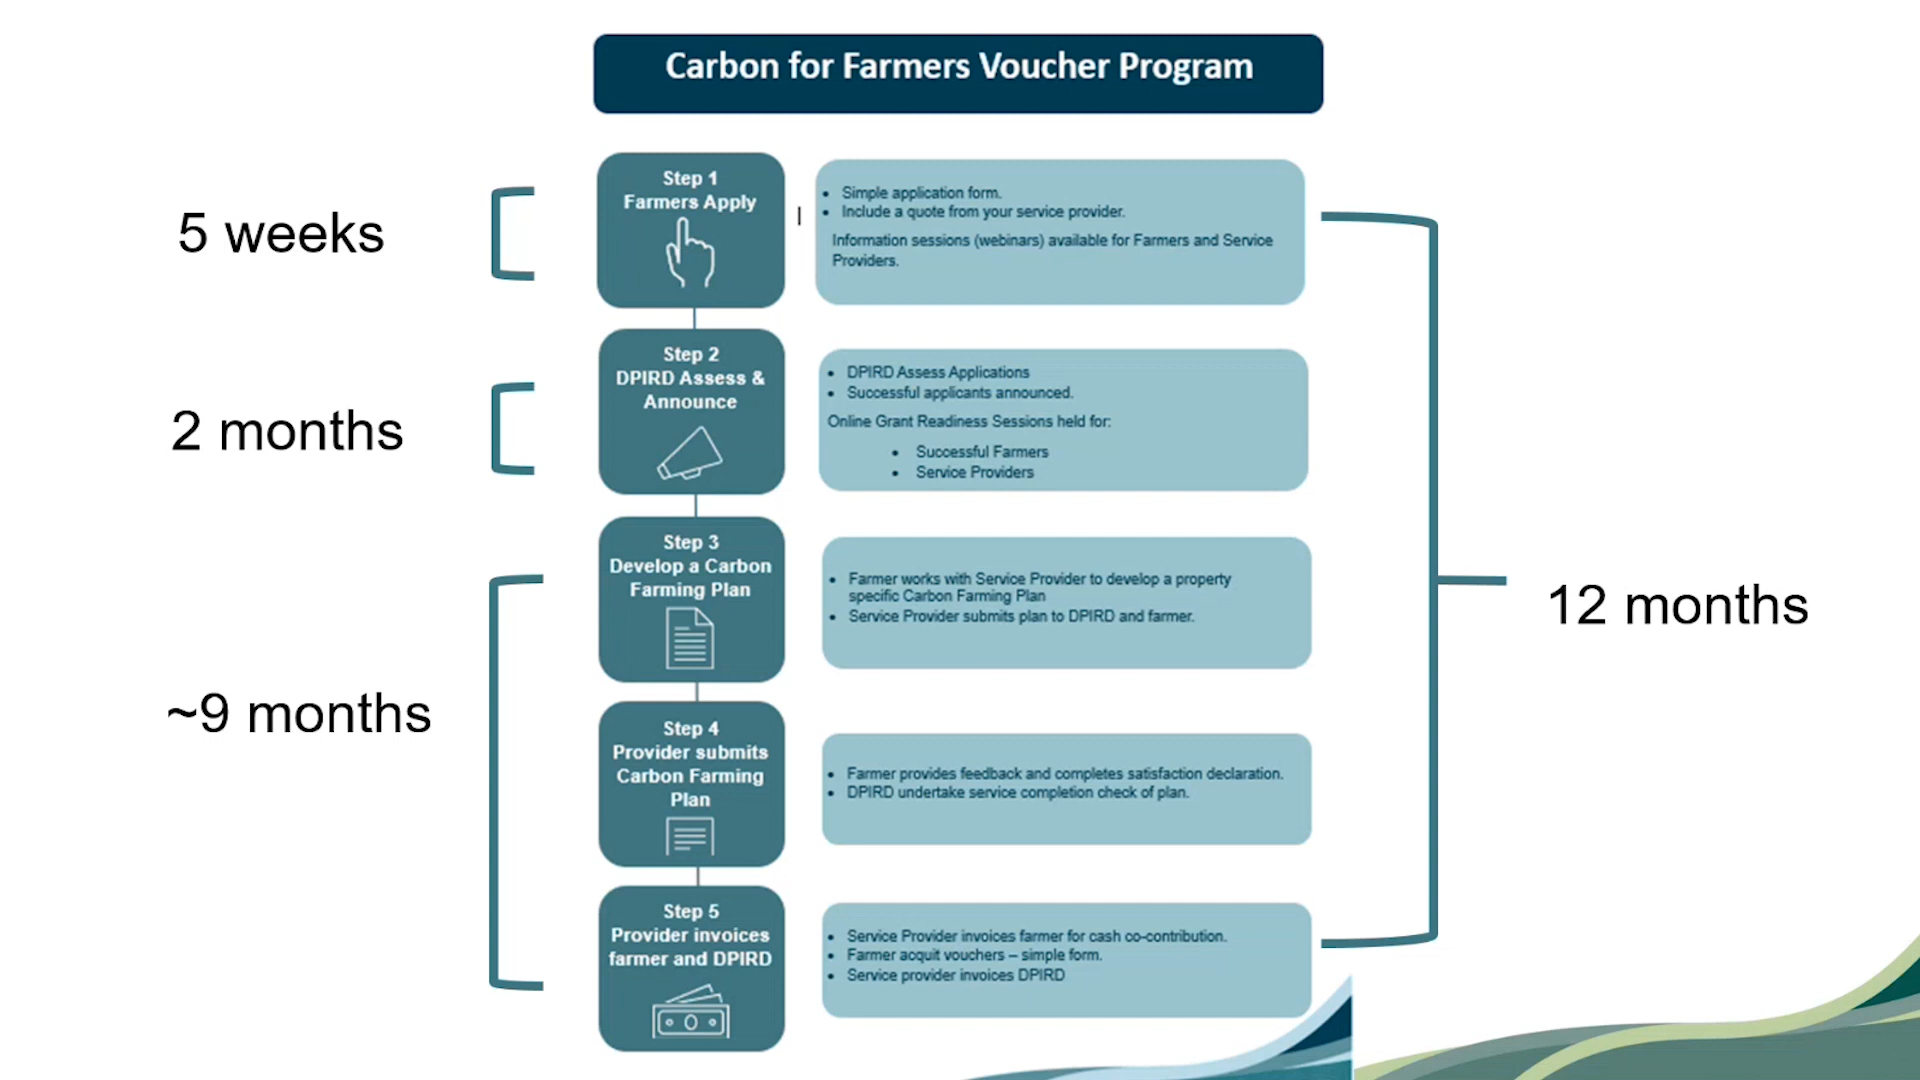 Carbon for Farmers Voucher Program
5 weeks
Step 1
Farmers Apply
• Simple application form.
• Include a quote from your service provider.
Information sessions (webinars) available for Farmers and Service
Providers.
2 months
Step 2
DPIRD Assess &
Announce
• DPIRD Assess Applications
• Successful applicants announced.
Online Grant Readiness Sessions held for:
• Successful Farmers
• Service Providers
~9 months
Step 3
Develop a Carbon
Farming Plan
• Farmer works with Service Provider to develop a property
specific Carbon Farming Plan
• Service Provider submits plan to DPIRD and farmer.
Step 4
Provider submits
Carbon Farming
Plan
• Farmer provides feedback and completes satisfaction declaration.
• DPIRD undertake service completion check of plan.
Step 5
Provider invoices
farmer and DPIRD
• Service Provider invoices farmer for cash co-contribution.
• Farmer acquit vouchers – simple form.
• Service provider invoices DPIRD
12 months